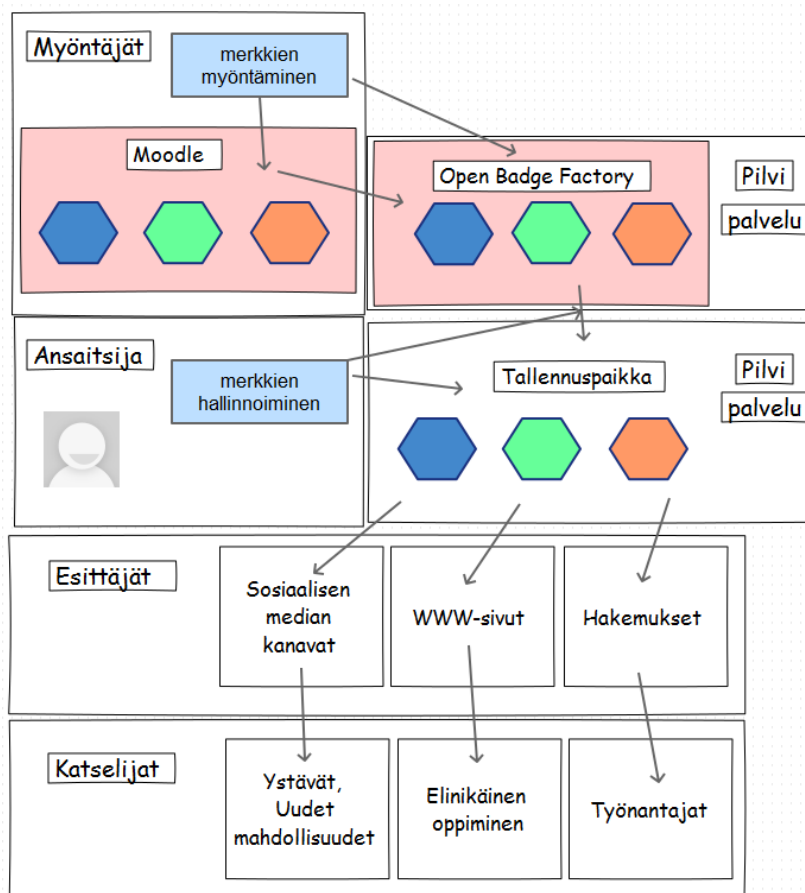 Myöntäjät
merkkien
myöntäminen
Moodle
Open Badge Factory
Pilvi
palvelu
Ansaitsija
merkkien
hallinnoiminen
Tallennuspaikka
Pilvi
palvelu
Esittäjät
Sosiaalisen
median
kanavat
WWW-sivut
Hakemukset
Katselijat
Ystävät,
Uudet
mahdollisuudet
Elinikäinen
oppiminen
Työnantajat